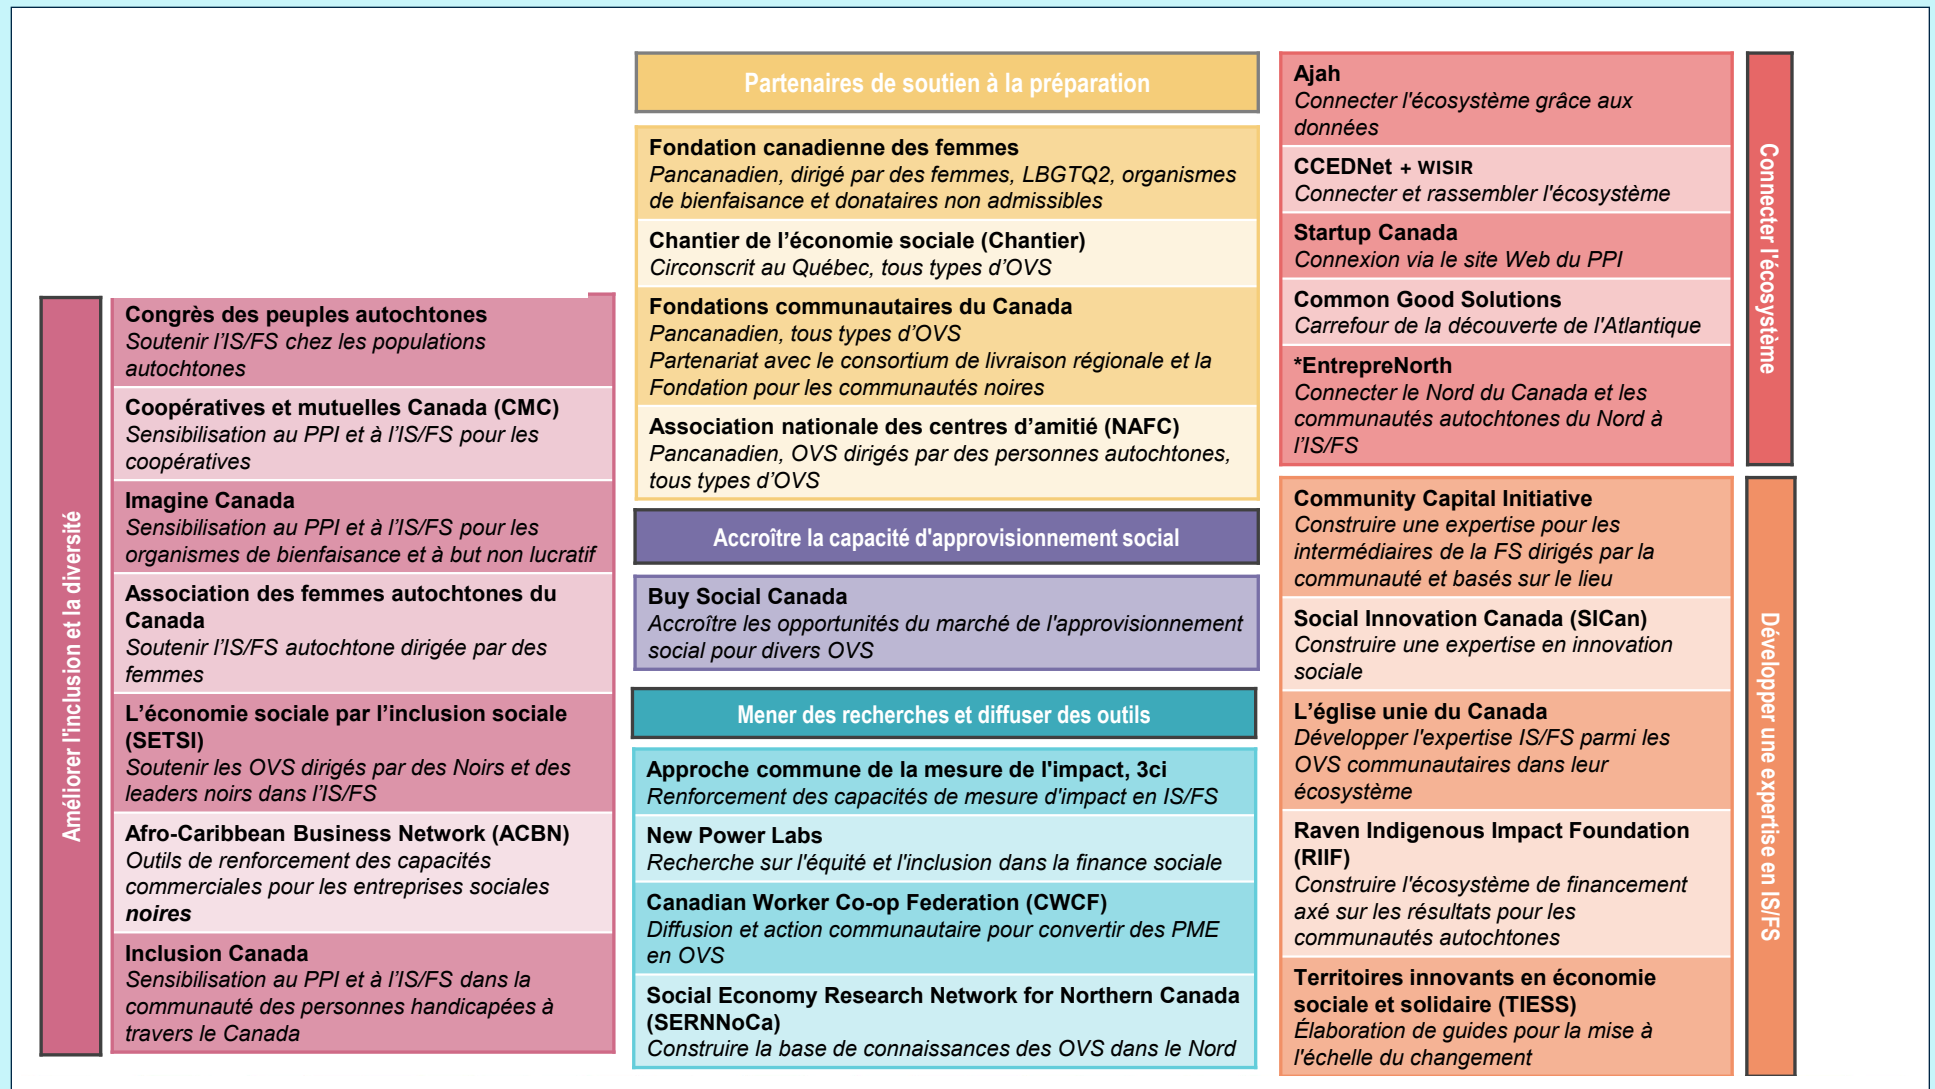 Améliorer l'inclusion et la diversité
Congrès des peuples autochtones
Soutenir l’IS/FS chez les populations
autochtones
Coopératives et mutuelles Canada (CMC)
Sensibilisation au PPI et à l’IS/FS pour les
coopératives
Imagine Canada
Sensibilisation au PPI et à l’IS/FS pour les
organismes de bienfaisance et à but non lucratif
Association des femmes autochtones du
Canada
Soutenir l’IS/FS autochtone dirigée par des
femmes
L’économie sociale par l’inclusion sociale
(SETSI)
Soutenir les OVS dirigés par des Noirs et des
leaders noirs dans l’IS/FS
Afro-Caribbean Business Network (ACBN)
Outils de renforcement des capacités
commerciales pour les entreprises sociales
noires
Inclusion Canada
Sensibilisation au PPI et à l’IS/FS dans la
communauté des personnes handicapées à
travers le Canada
Partenaires de soutien à la préparation
Fondation canadienne des femmes
Pancanadien, dirigé par des femmes, LBGTQ2, organismes
de bienfaisance et donataires non admissibles
Chantier de l’économie sociale (Chantier)
Circonscrit au Québec, tous types d’OVS
Fondations communautaires du Canada
Pancanadien, tous types d’OVS
Partenariat avec le consortium de livraison régionale et la
Fondation pour les communautés noires
Association nationale des centres d’amitié (NAFC)
Pancanadien, OVS dirigés par des personnes autochtones,
tous types d’OVS
Accroître la capacité d'approvisionnement social
Buy Social Canada
Accroître les opportunités du marché de l'approvisionnement
social pour divers OVS
Mener des recherches et diffuser des outils
Approche commune de la mesure de l'impact, 3ci
Renforcement des capacités de mesure d'impact en IS/FS
New Power Labs
Recherche sur l'équité et l'inclusion dans la finance sociale
Canadian Worker Co-op Federation (CWCF)
Diffusion et action communautaire pour convertir des PME
en OVS
Social Economy Research Network for Northern Canada
(SERNNoCa)
Construire la base de connaissances des OVS dans le Nord
Ajah
Connecter l'écosystème grâce aux
données
CCEDNet + WISIR
Connecter et rassembler l'écosystème
Startup Canada
Connexion via le site Web du PPI
Common Good Solutions
Carrefour de la découverte de l'Atlantique
*EntrepreNorth
Connecter le Nord du Canada et les
communautés autochtones du Nord à
l’IS/FS
Connecter l'écosystème
Community Capital Initiative
Construire une expertise pour les
intermédiaires de la FS dirigés par la
communauté et basés sur le lieu
Social Innovation Canada (SICan)
Construire une expertise en innovation
sociale
L’église unie du Canada
Développer l'expertise IS/FS parmi les
OVS communautaires dans leur
écosystème
Raven Indigenous Impact Foundation
(RIIF)
Construire l'écosystème de financement
axé sur les résultats pour les
communautés autochtones
Territoires innovants en économie
sociale et solidaire (TIESS)
Élaboration de guides pour la mise à
l'échelle du changement
Développer une expertise en IS/FS